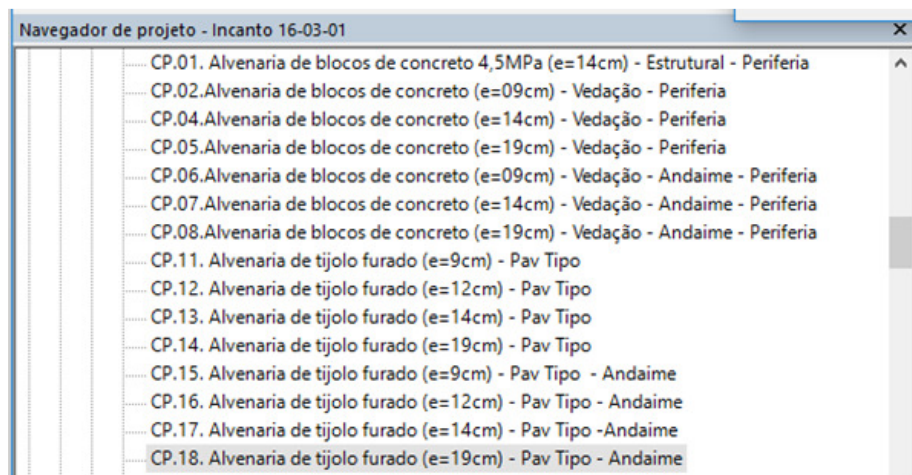 Navegador de projeto - Incanto 16-03-01
CP.01. Alvenaria de blocos de concreto 4,5MPa (e=14cm) - Estrutural - Periferia
CP.02.Alvenaria de blocos de concreto (e=09cm) - Vedação - Periferia
CP.04.Alvenaria de blocos de concreto (e=14cm) - Vedação - Periferia
CP.05.Alvenaria de blocos de concreto (e=19cm) - Vedação - Periferia
CP.06.Alvenaria de blocos de concreto (e=09cm) - Vedação - Andaime - Periferia
CP.07.Alvenaria de blocos de concreto (e=14cm) - Vedação - Andaime - Periferia
CP.08.Alvenaria de blocos de concreto (e=19cm) - Vedação - Andaime - Periferia
CP.11. Alvenaria de tijolo furado (e=9cm) - Pav Tipo
CP.12. Alvenaria de tijolo furado (e=12cm) - Pav Tipo
CP.13. Alvenaria de tijolo furado (e=14cm) - Pav Tipo
CP.14. Alvenaria de tijolo furado (e=19cm) - Pav Tipo
CP.15. Alvenaria de tijolo furado (e=9cm) - Pav Tipo  - Andaime
CP.16. Alvenaria de tijolo furado (e=12cm) - Pav Tipo - Andaime
CP.17. Alvenaria de tijolo furado (e=14cm) - Pav Tipo -Andaime
CP.18. Alvenaria de tijolo furado (e=19cm) - Pav Tipo - Andaime